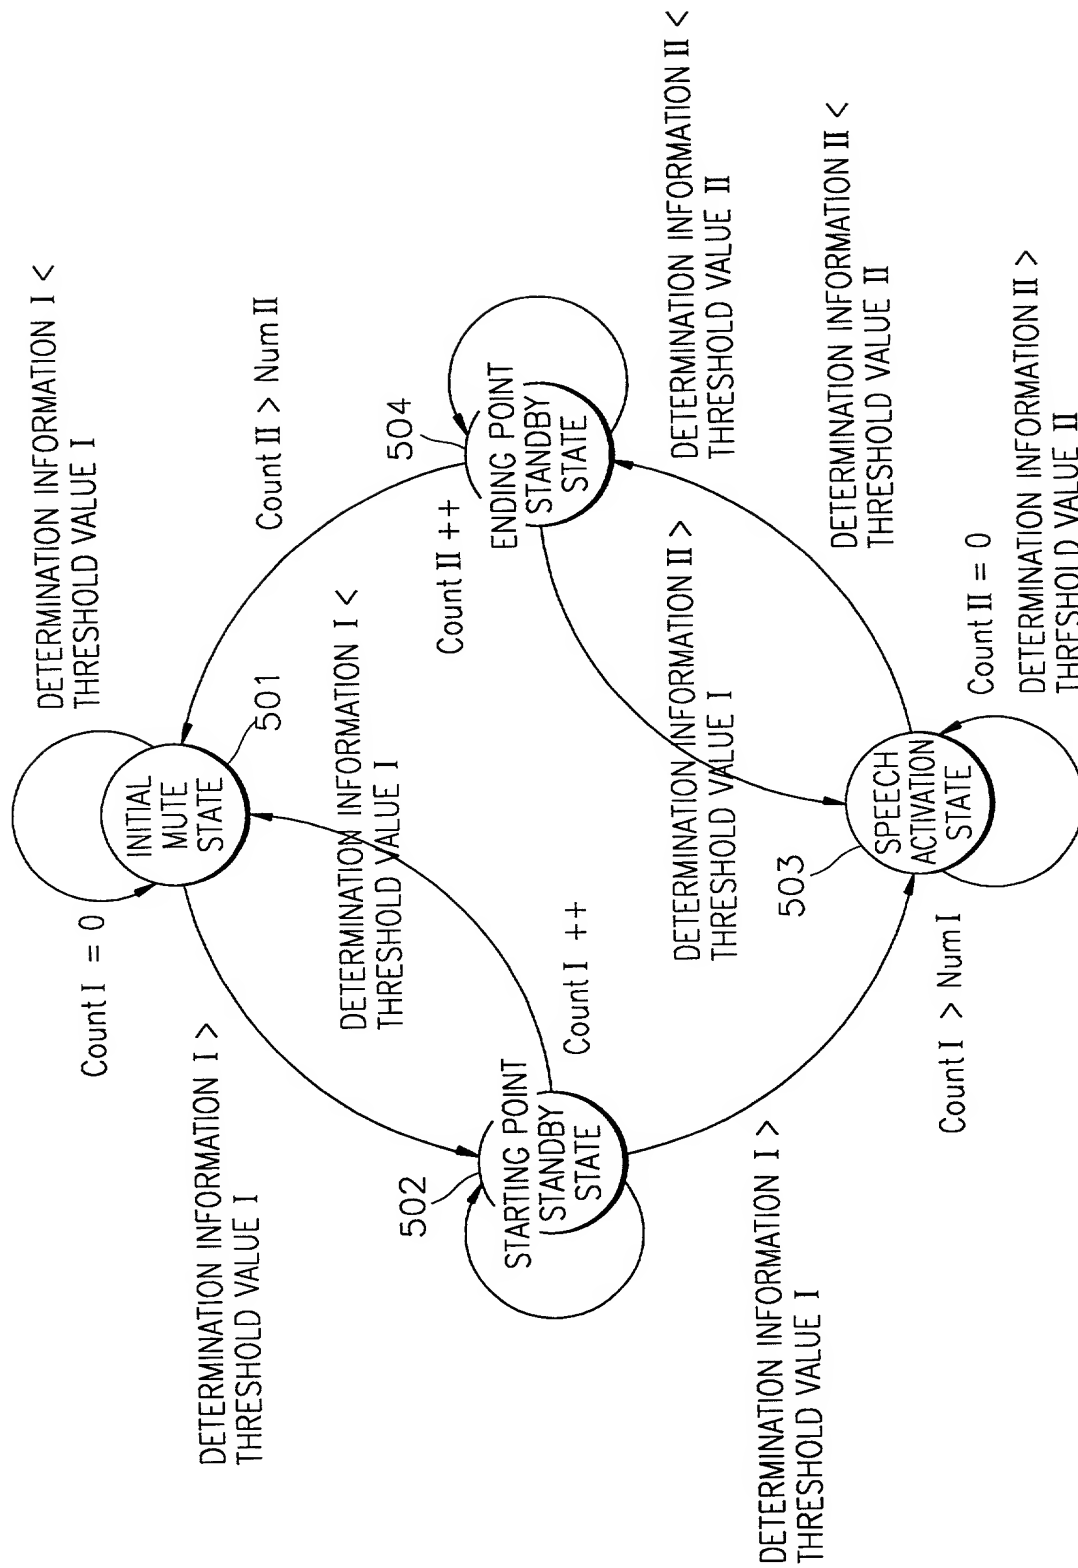 DETERMINATION INFORMATION I <
THRESHOLD VALUE I
Count I = 0
INITIAL
MUTE
STATE
501
Count II > Num II
DETERMINATION INFORMATION I >
THRESHOLD VALUE I
DETERMINATION INFORMATION I <
THRESHOLD VALUE I
504
Count II ++
ENDING POINT
STANDBY
STATE
502
STARTING POINT
STANDBY
STATE
Count I ++
DETERMINATION INFORMATION II <
THRESHOLD VALUE II
DETERMINATION INFORMATION II >
THRESHOLD VALUE I
DETERMINATION INFORMATION I >
THRESHOLD VALUE I
503
SPEECH
ACTIVATION
STATE
DETERMINATION INFORMATION II <
THRESHOLD VALUE II
Count I > Num I
Count II = 0
DETERMINATION INFORMATION II >
THRESHOLD VALUE II